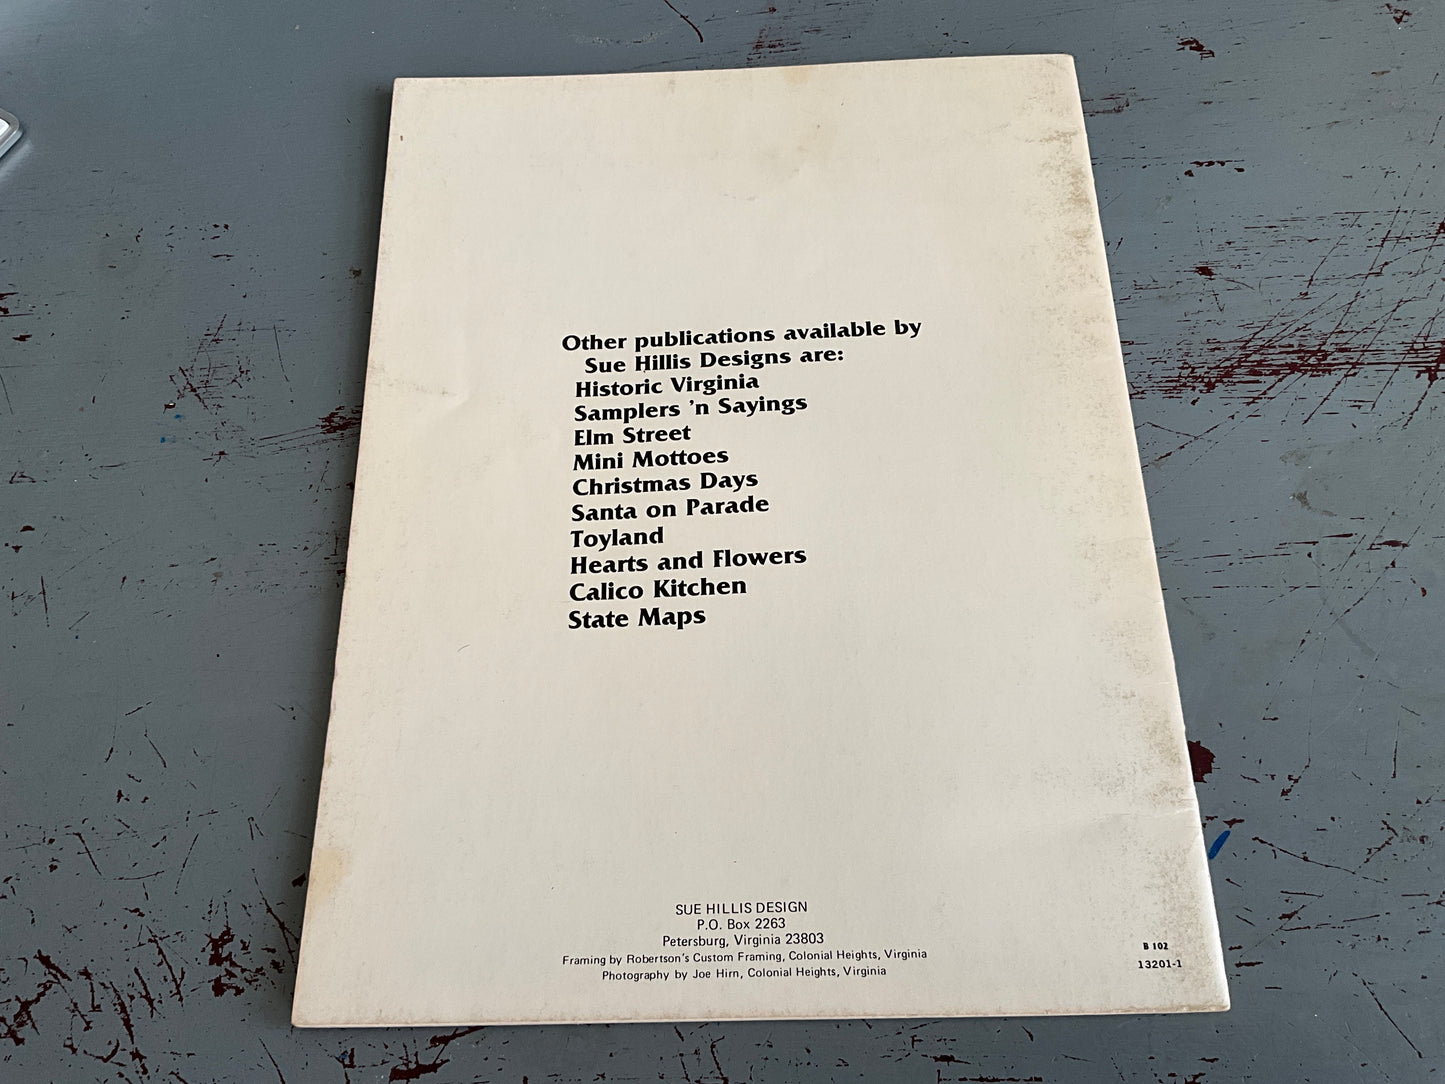 Other publications available by
Sue Hillis Designs are:
Historic Virginia
Samplers 'n Sayings
Elm Street
Mini Mottoes
Christmas Days
Santa on Parade
Toyland
Hearts and Flowers
Calico Kitchen
State Maps
SUE HILLIS DESIGN
P.O. Box 2263
Petersburg, Virginia 23803
Framing by Robertson's Custom Framing, Colonial Heights, Virginia
Photography by Joe Hirn, Colonial Heights, Virginia
B 102
13201-1